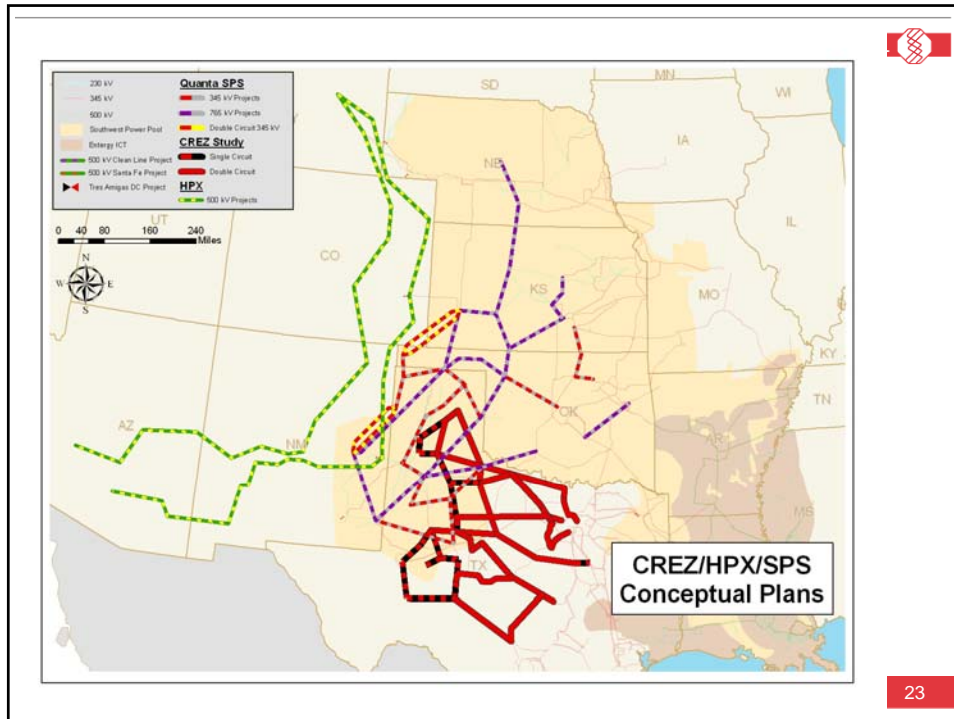 230 kV
345 kV
500 kV
Southwest Power Pool
Entergy ICT
500 kV Clean Line Project
500 kV Santa Fe Project
Tres Amigas DC Project
Quanta SPS
345 kV Projects
765 kV Projects
Double Circuit 345 kV
CREZ Study
Single Circuit
Double Circuit
HPX
500 kV Projects
0 40 80 160 240
Miles
N
W E
S
SD
MN
WI
IA
NE
IL
UT
CO
KS
MO
KY
TN
AZ
NM
OK
AR
MS
TX
CREZ/HPX/SPS
Conceptual Plans
23